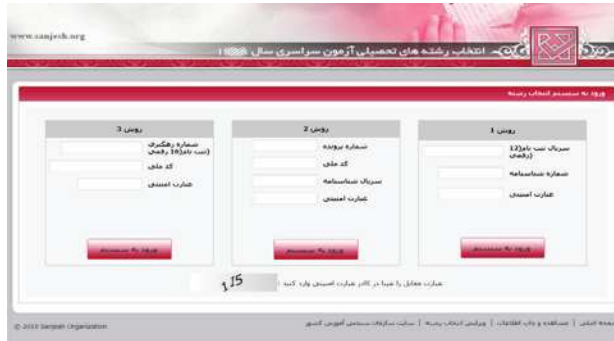 www.sanjesh.org
انتخاب رشته های تحصیلی آزمون سراسری سال
ورود به سیستم انتخاب رشته
روش 1
سریال ثبت نام(12 رقمی)
شماره شناسنامه
عبارت امنیتی
ورود به سیستم
روش 2
شماره پرونده
کد ملی
سریال شناسنامه
عبارت امنیتی
ورود به سیستم
روش 3
شماره رهگیری
ثبت نام(16 رقمی)
کد ملی
عبارت امنیتی
ورود به سیستم
عبارت مقابل را عینا در کادر عبارت امنیتی وارد کنید :
115
صفحه اصلی | مشاهده و چاپ اطلاعات | ویرایش انتخاب رشته | سایت سازمان سنجش آموزش کشور
© 2010 Sanjesh Organization